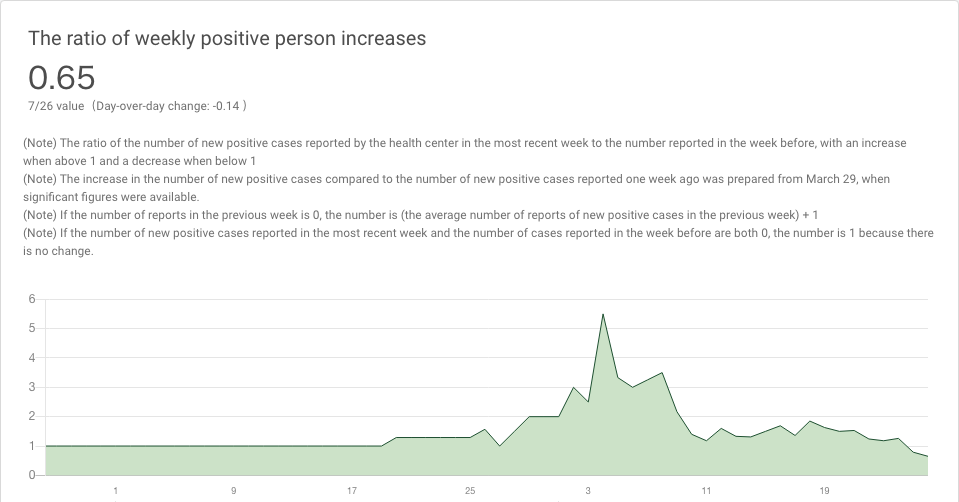 The ratio of weekly positive person increases
0.65
7/26 value（Day-over-day change: -0.14 ）
(Note) The ratio of the number of new positive cases reported by the health center in the most recent week to the number reported in the week before, with an increase
when above 1 and a decrease when below 1
(Note) The increase in the number of new positive cases compared to the number of new positive cases reported one week ago was prepared from March 29, when
significant figures were available.
(Note) If the number of reports in the previous week is 0, the number is (the average number of reports of new positive cases in the previous week) + 1
(Note) If the number of new positive cases reported in the most recent week and the number of cases reported in the week before are both 0, the number is 1 because there
is no change.
6
5
4
3
2
1
0
1 9 17 25 3 11 19